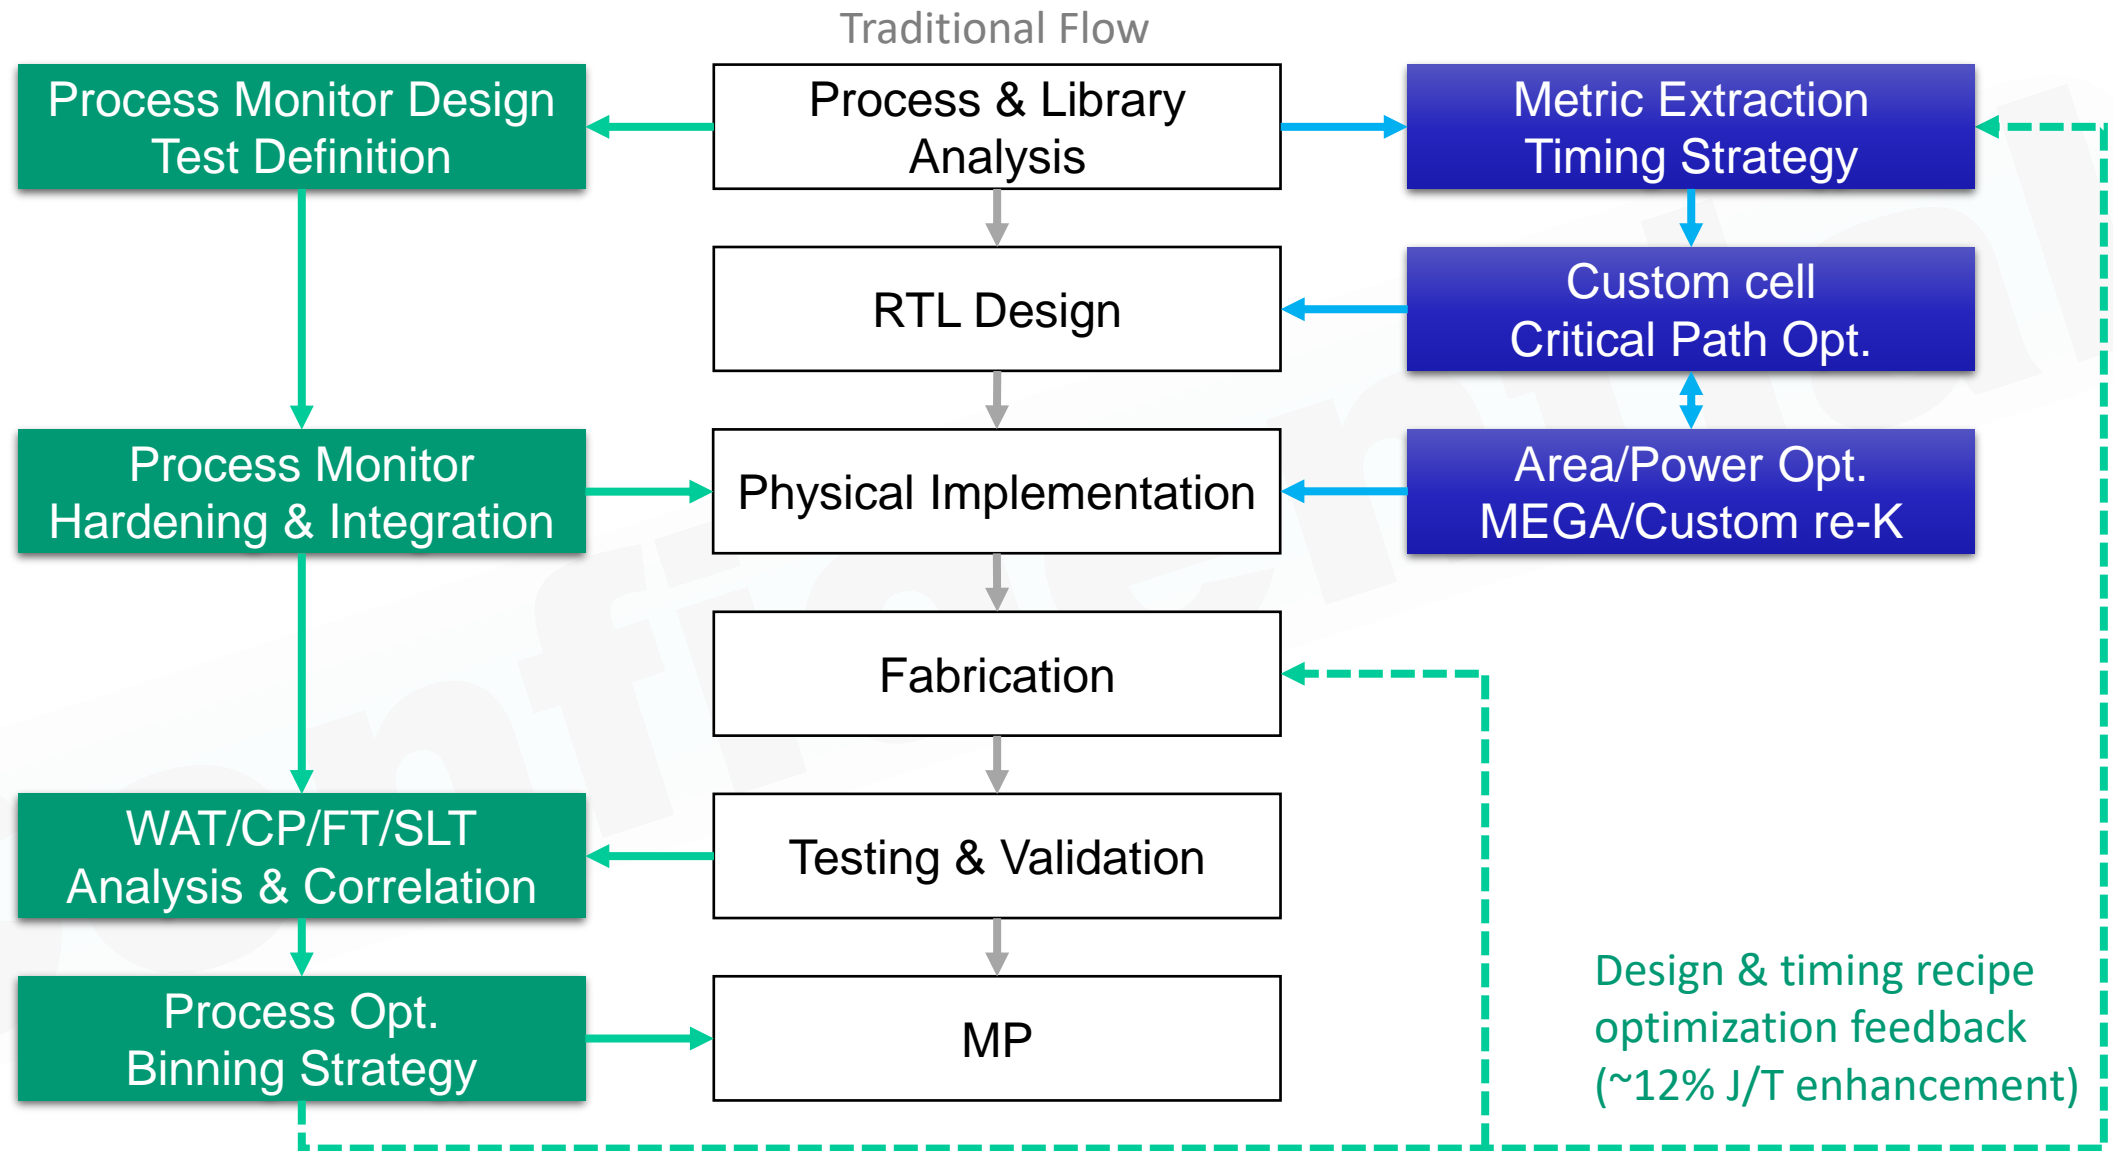 Traditional Flow
Process Monitor Design
Test Definition
Process & Library
Analysis
Metric Extraction
Timing Strategy
RTL Design
Custom cell
Critical Path Opt.
Process Monitor
Hardening & Integration
Physical Implementation
Area/Power Opt.
MEGA/Custom re-K
Fabrication
WAT/CP/FT/SLT
Analysis & Correlation
Testing & Validation
Process Opt.
Binning Strategy
MP
Design & timing recipe
optimization feedback
(~12% J/T enhancement)
Confidential